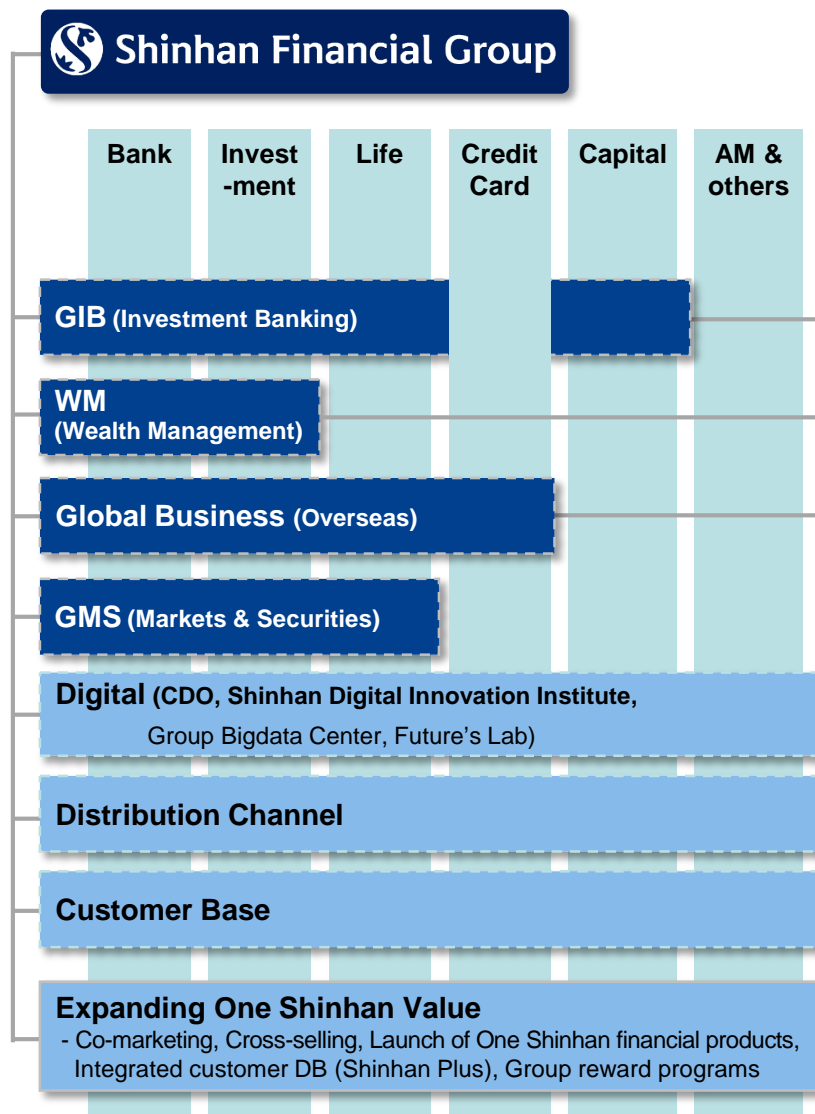 Shinhan Financial Group
Bank
Invest
-ment
Life
Credit
Card
Capital
AM &
others
GIB (Investment Banking)
WM
(Wealth Management)
Global Business (Overseas)
GMS (Markets & Securities)
Digital (CDO, Shinhan Digital Innovation Institute,
Group Bigdata Center, Future’s Lab)
Distribution Channel
Customer Base
Expanding One Shinhan Value
- Co-marketing, Cross-selling, Launch of One Shinhan financial products,
Integrated customer DB (Shinhan Plus), Group reward programs